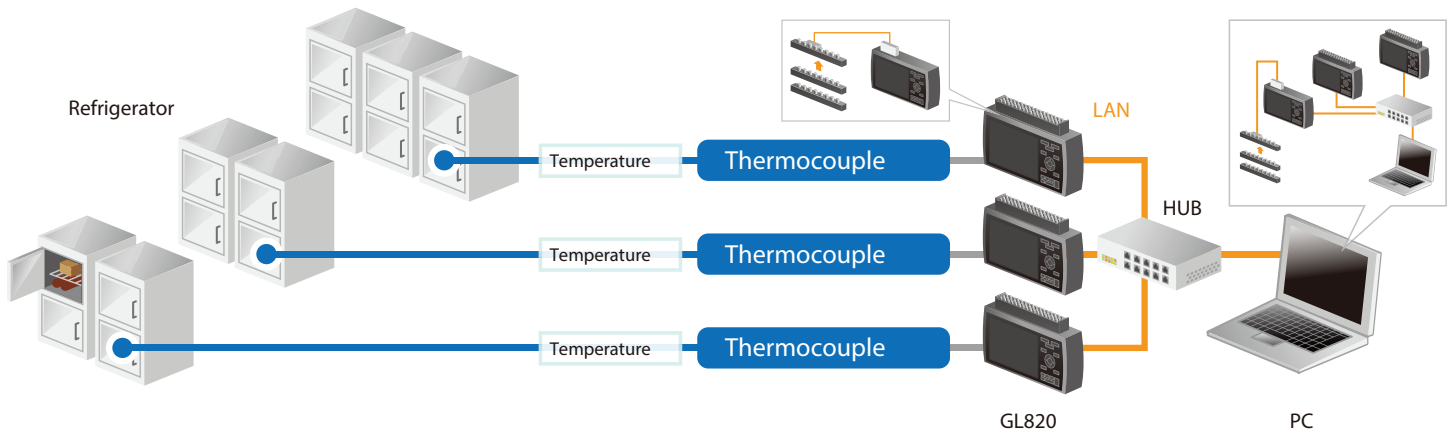 Refrigerator
LAN
Temperature
Thermocouple
HUB
Temperature
Thermocouple
Temperature
Thermocouple
GL820
PC